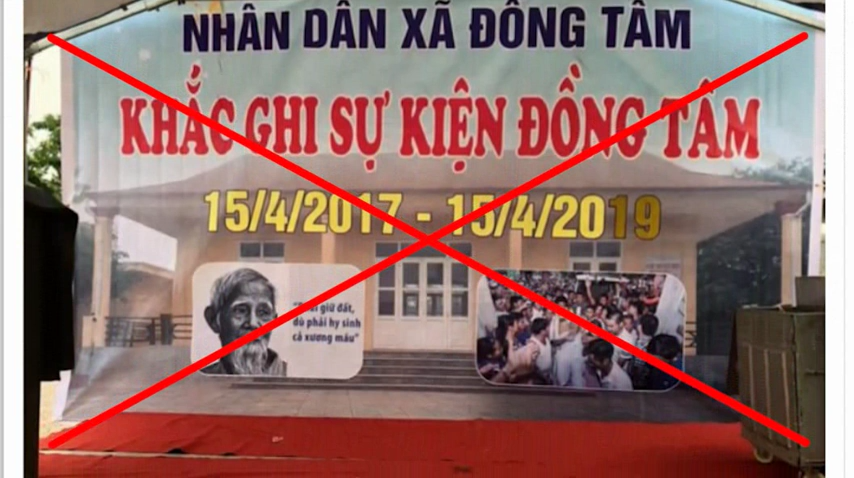 "NHÂN DÂN XÃ ĐỒNG TÂM
KHẮC GHI SỰ KIỆN ĐỒNG TÂM
15/4/2017 - 15/4/2019
giữ đất,
dù phải hy sinh
cả xương máu"